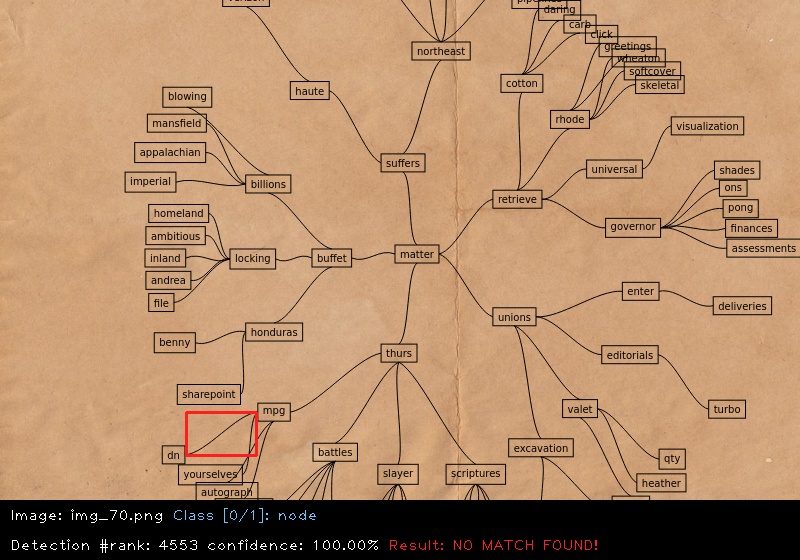 pipelines
daring
carb
click
greetings
wheaton
softcover
skeletal
northeast
cotton
haute
blowing
rhode
mansfield
visualization
appalachian
suffers
universal
shades
imperial
billions
ons
retrieve
pong
homeland
governor
finances
ambitious
assessments
inland
locking
buffet
matter
andrea
enter
file
deliveries
unions
honduras
benny
thurs
editorials
sharepoint
mpg
valet
turbo
battles
excavation
dn
qty
yourselves
slayer
scriptures
heather
autograph
Image: img_70.png Class [0/1]: node
Detection #rank: 4553 confidence: 100.00% Result: NO MATCH FOUND!